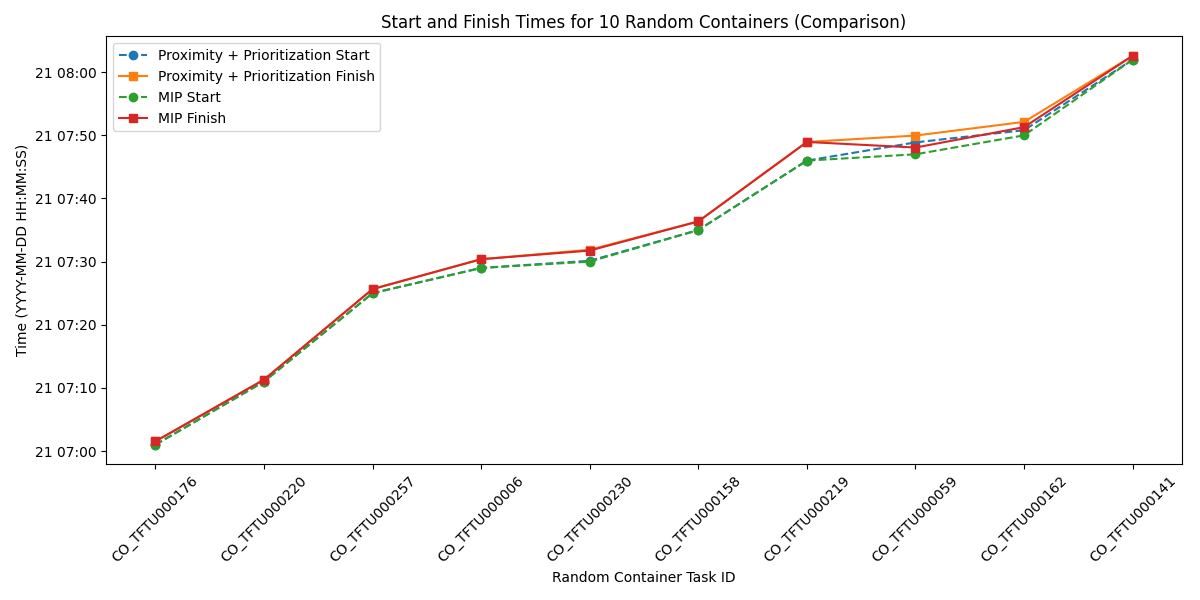 Start and Finish Times for 10 Random Containers (Comparison)
Proximity + Prioritization Start
Proximity + Prioritization Finish
MIP Start
MIP Finish
Time (YYYY-MM-DD HH:MM:SS)
21 08:00
21 07:50
21 07:40
21 07:30
21 07:20
21 07:10
21 07:00
CO_TFTU000176
CO_TFTU000220
CO_TFTU000257
CO_TFTU000006
CO_TFTU000230
CO_TFTU000158
CO_TFTU000219
CO_TFTU000059
CO_TFTU000162
CO_TFTU000141
Random Container Task ID